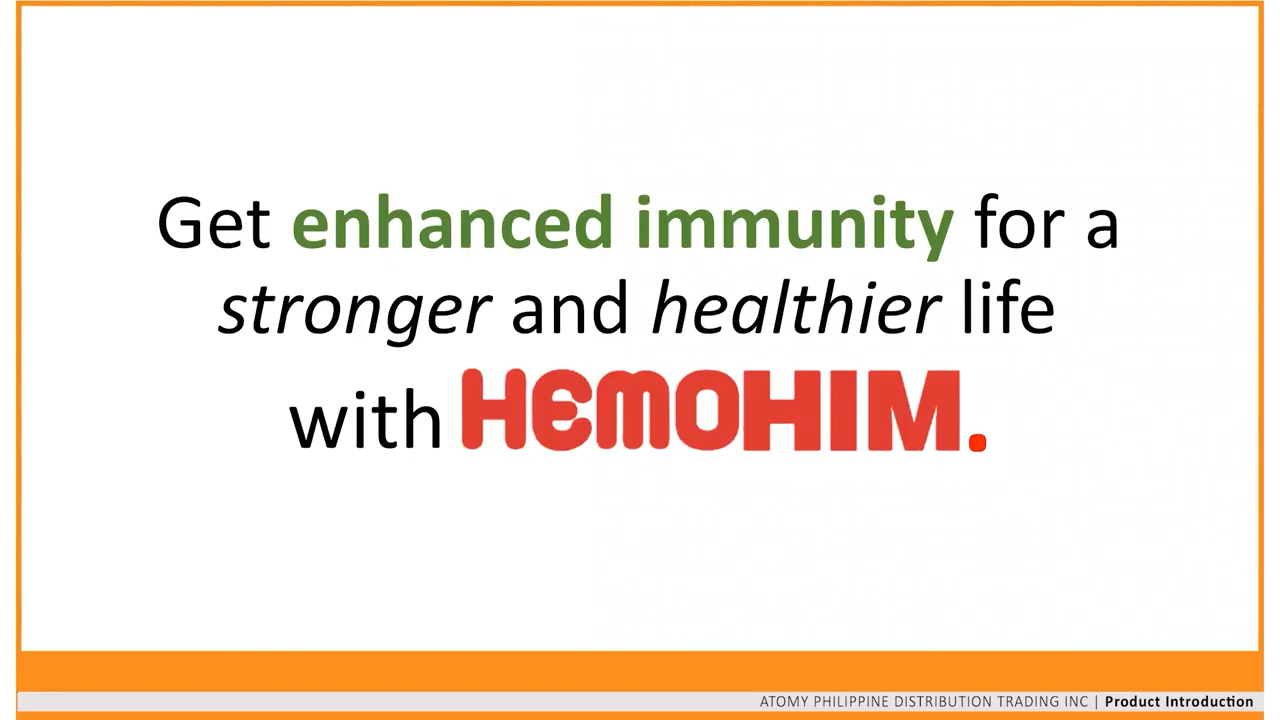 Get enhanced immunity for a
stronger and healthier life
with HEMOHIM.
ATOMY PHILIPPINE DISTRIBUTION TRADING INC | Product Introduction